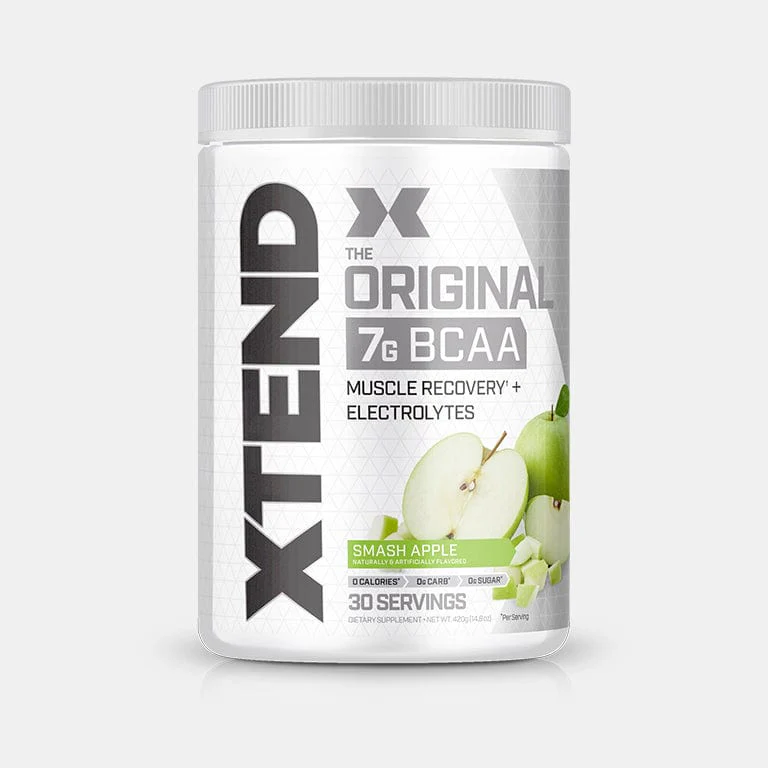 XTEND
THE
ORIGINAL
7G BCAA
MUSCLE RECOVERY¹ +
ELECTROLYTES
SMASH APPLE
NATURALLY & ARTIFICIALLY FLAVORED
0 CALORIES* 0G CARB* 0G SUGAR*
30 SERVINGS
DIETARY SUPPLEMENT • NET WT. 420g (14.8oz) *Per Serving